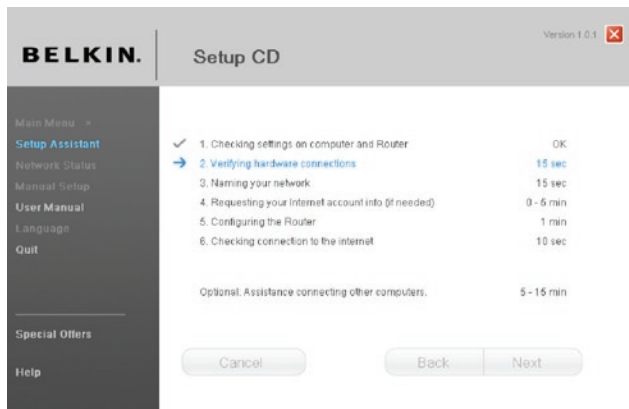 BELKIN.
Setup CD
Version 1.0.1
Main Menu >
Setup Assistant
Network Status
Manual Setup
User Manual
Language
Quit
Special Offers
Help
1. Checking settings on computer and Router OK
2. Verifying hardware connections 15 sec
3. Naming your network 15 sec
4. Requesting your Internet account info (if needed) 0 - 5 min
5. Configuring the Router 1 min
6. Checking connection to the internet 10 sec
Optional: Assistance connecting other computers. 5 - 15 min
Cancel Back Next